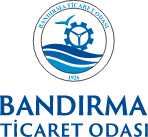 BANDIRMA TİCARET ODASI
1926
BANDIRMA
TİCARET ODASI